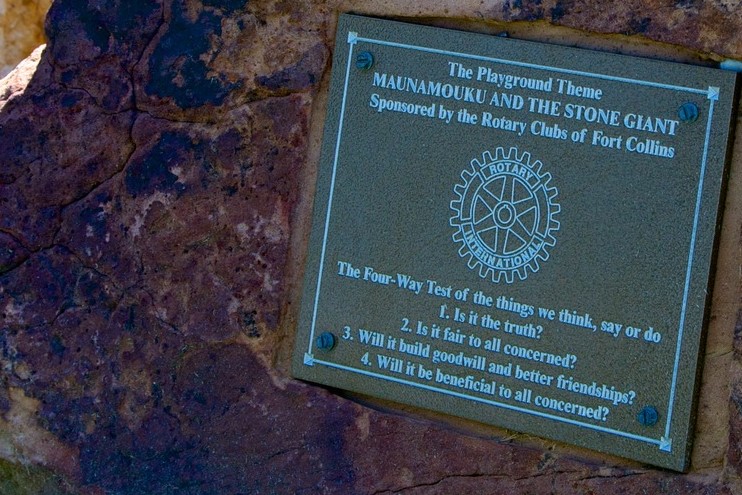 The Playground Theme
MAUNAMOUKU AND THE STONE GIANT
Sponsored by the Rotary Clubs of Fort Collins
ROTARY
INTERNATIONAL
The Four-Way Test of the things we think, say or do
1. Is it the truth?
2. Is it fair to all concerned?
3. Will it build goodwill and better friendships?
4. Will it be beneficial to all concerned?